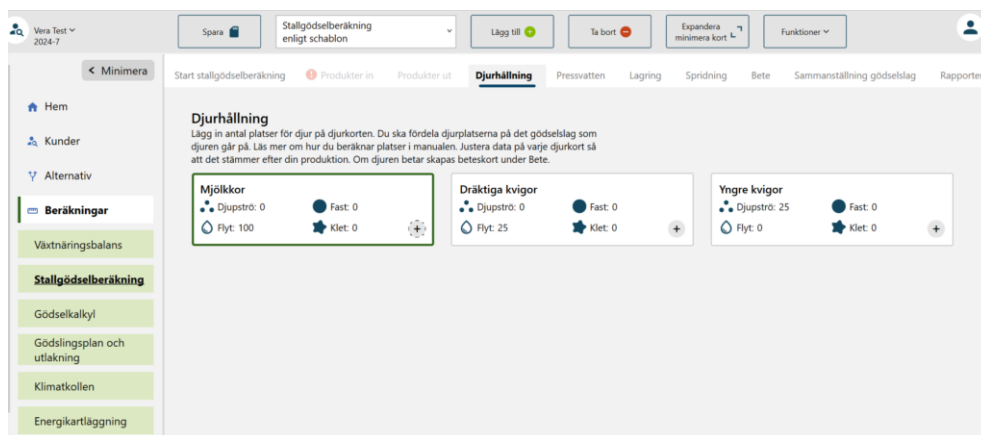 Vera Test
2024-7
Spara
Stallgödselberäkning
enligt schablon
Lägg till
Ta bort
Expandera
minimera kort
Funktioner
Minimera
Start stallgödselberäkning
Produkter in
Produkter ut
Djurhållning
Pressvatten
Lagring
Spridning
Bete
Sammanställning gödselslag
Rapporter
Hem
Kunder
Alternativ
Beräkningar
Växtnäringsbalans
Stallgödselberäkning
Gödselkalkyl
Gödslingsplan och
utlakning
Klimatkollen
Energikartläggning
Djurhållning
Lägg in antal platser för djur på djurkorten. Du ska fördela djurplatserna på det gödselslag som
djuren går på. Läs mer om hur du beräknar platser i manualen. Justera data på varje djurkort så
att det stämmer efter din produktion. Om djuren betar skapas beteskort under Bete.
Mjölkkor
Djupströ: 0 Fast: 0
Flyt: 100 Klet: 0
Dräktiga kvigor
Djupströ: 0 Fast: 0
Flyt: 25 Klet: 0
Yngre kvigor
Djupströ: 25 Fast: 0
Flyt: 0 Klet: 0